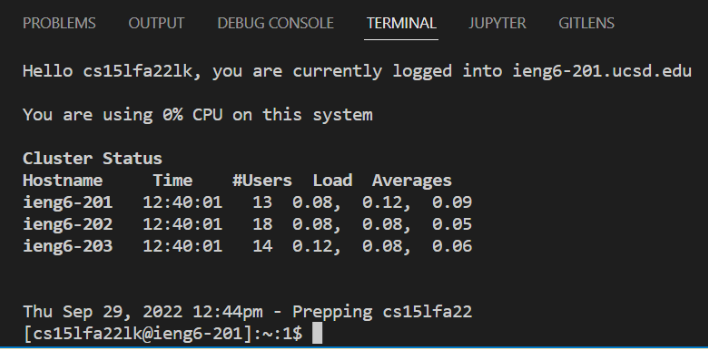 PROBLEMS OUTPUT DEBUG CONSOLE TERMINAL JUPYTER GITLENS
Hello cs15lfa22lk, you are currently logged into ieng6-201.ucsd.edu
You are using 0% CPU on this system
Cluster Status
Hostname Time #Users Load Averages
ieng6-201 12:40:01 13 0.08, 0.12, 0.09
ieng6-202 12:40:01 18 0.08, 0.08, 0.05
ieng6-203 12:40:01 14 0.12, 0.08, 0.06
Thu Sep 29, 2022 12:44pm - Prepping cs15lfa22
[cs15lfa22lk@ieng6-201]:~:1$